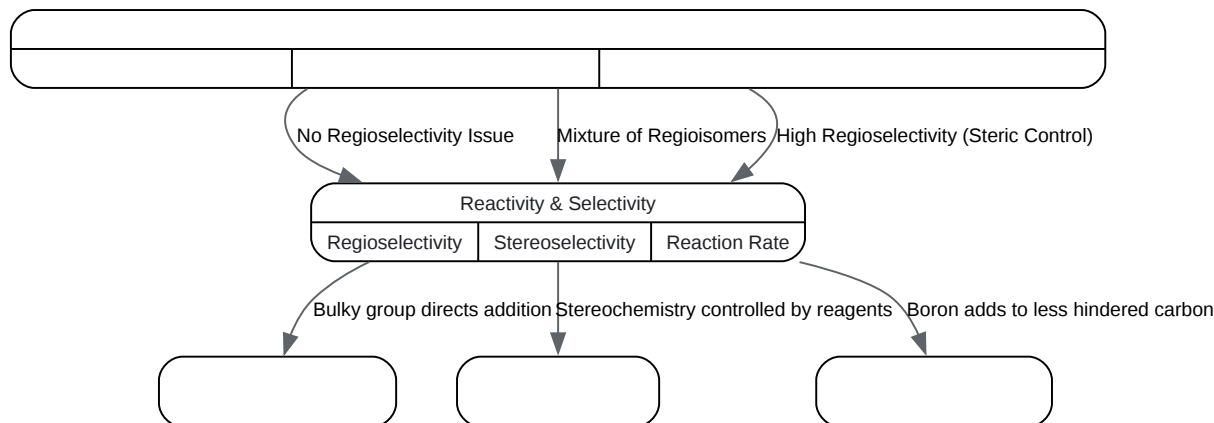 No Regioselectivity Issue
Mixture of Regioisomers
High Regioselectivity (Steric Control)
Reactivity & Selectivity
Regioselectivity
Stereoselectivity
Reaction Rate
Bulky group directs addition
Stereochemistry controlled by reagents
Boron adds to less hindered carbon